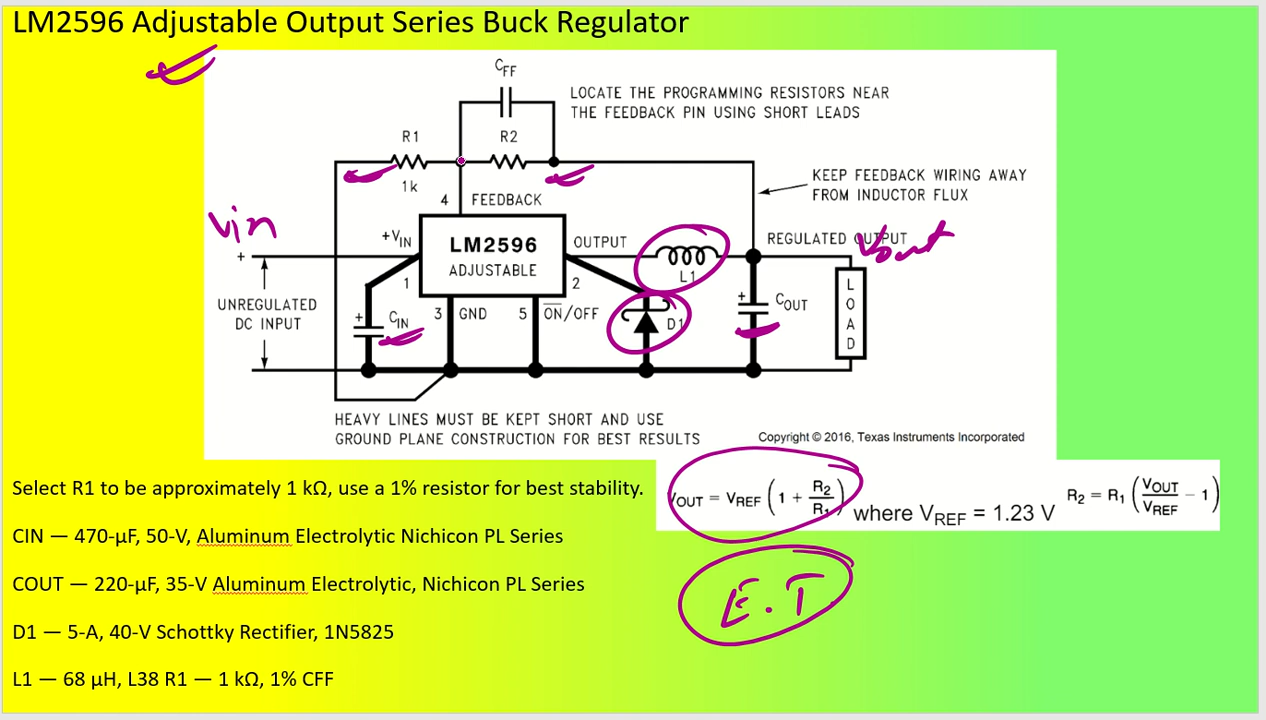 LM2596 Adjustable Output Series Buck Regulator
CFF
LOCATE THE PROGRAMMING RESISTORS NEAR
THE FEEDBACK PIN USING SHORT LEADS
R1
R2
1k
KEEP FEEDBACK WIRING AWAY
FROM INDUCTOR FLUX
4 FEEDBACK
Vin
+VIN
LM2596
ADJUSTABLE
OUTPUT
REGULATED OUTPUT
Vout
+
1
2
L1
UNREGULATED
DC INPUT
+
CIN
3 GND
5 ON/OFF
D1
+
COUT
LOAD
HEAVY LINES MUST BE KEPT SHORT AND USE
GROUND PLANE CONSTRUCTION FOR BEST RESULTS
Copyright © 2016, Texas Instruments Incorporated
Select R1 to be approximately 1 kΩ, use a 1% resistor for best stability.
VOUT = VREF (1 + R2/R1) where VREF = 1.23 V
R2 = R1 (VOUT/VREF − 1)
CIN — 470-μF, 50-V, Aluminum Electrolytic Nichicon PL Series
COUT — 220-μF, 35-V Aluminum Electrolytic, Nichicon PL Series
E.T
D1 — 5-A, 40-V Schottky Rectifier, 1N5825
L1 — 68 μH, L38 R1 — 1 kΩ, 1% CFF